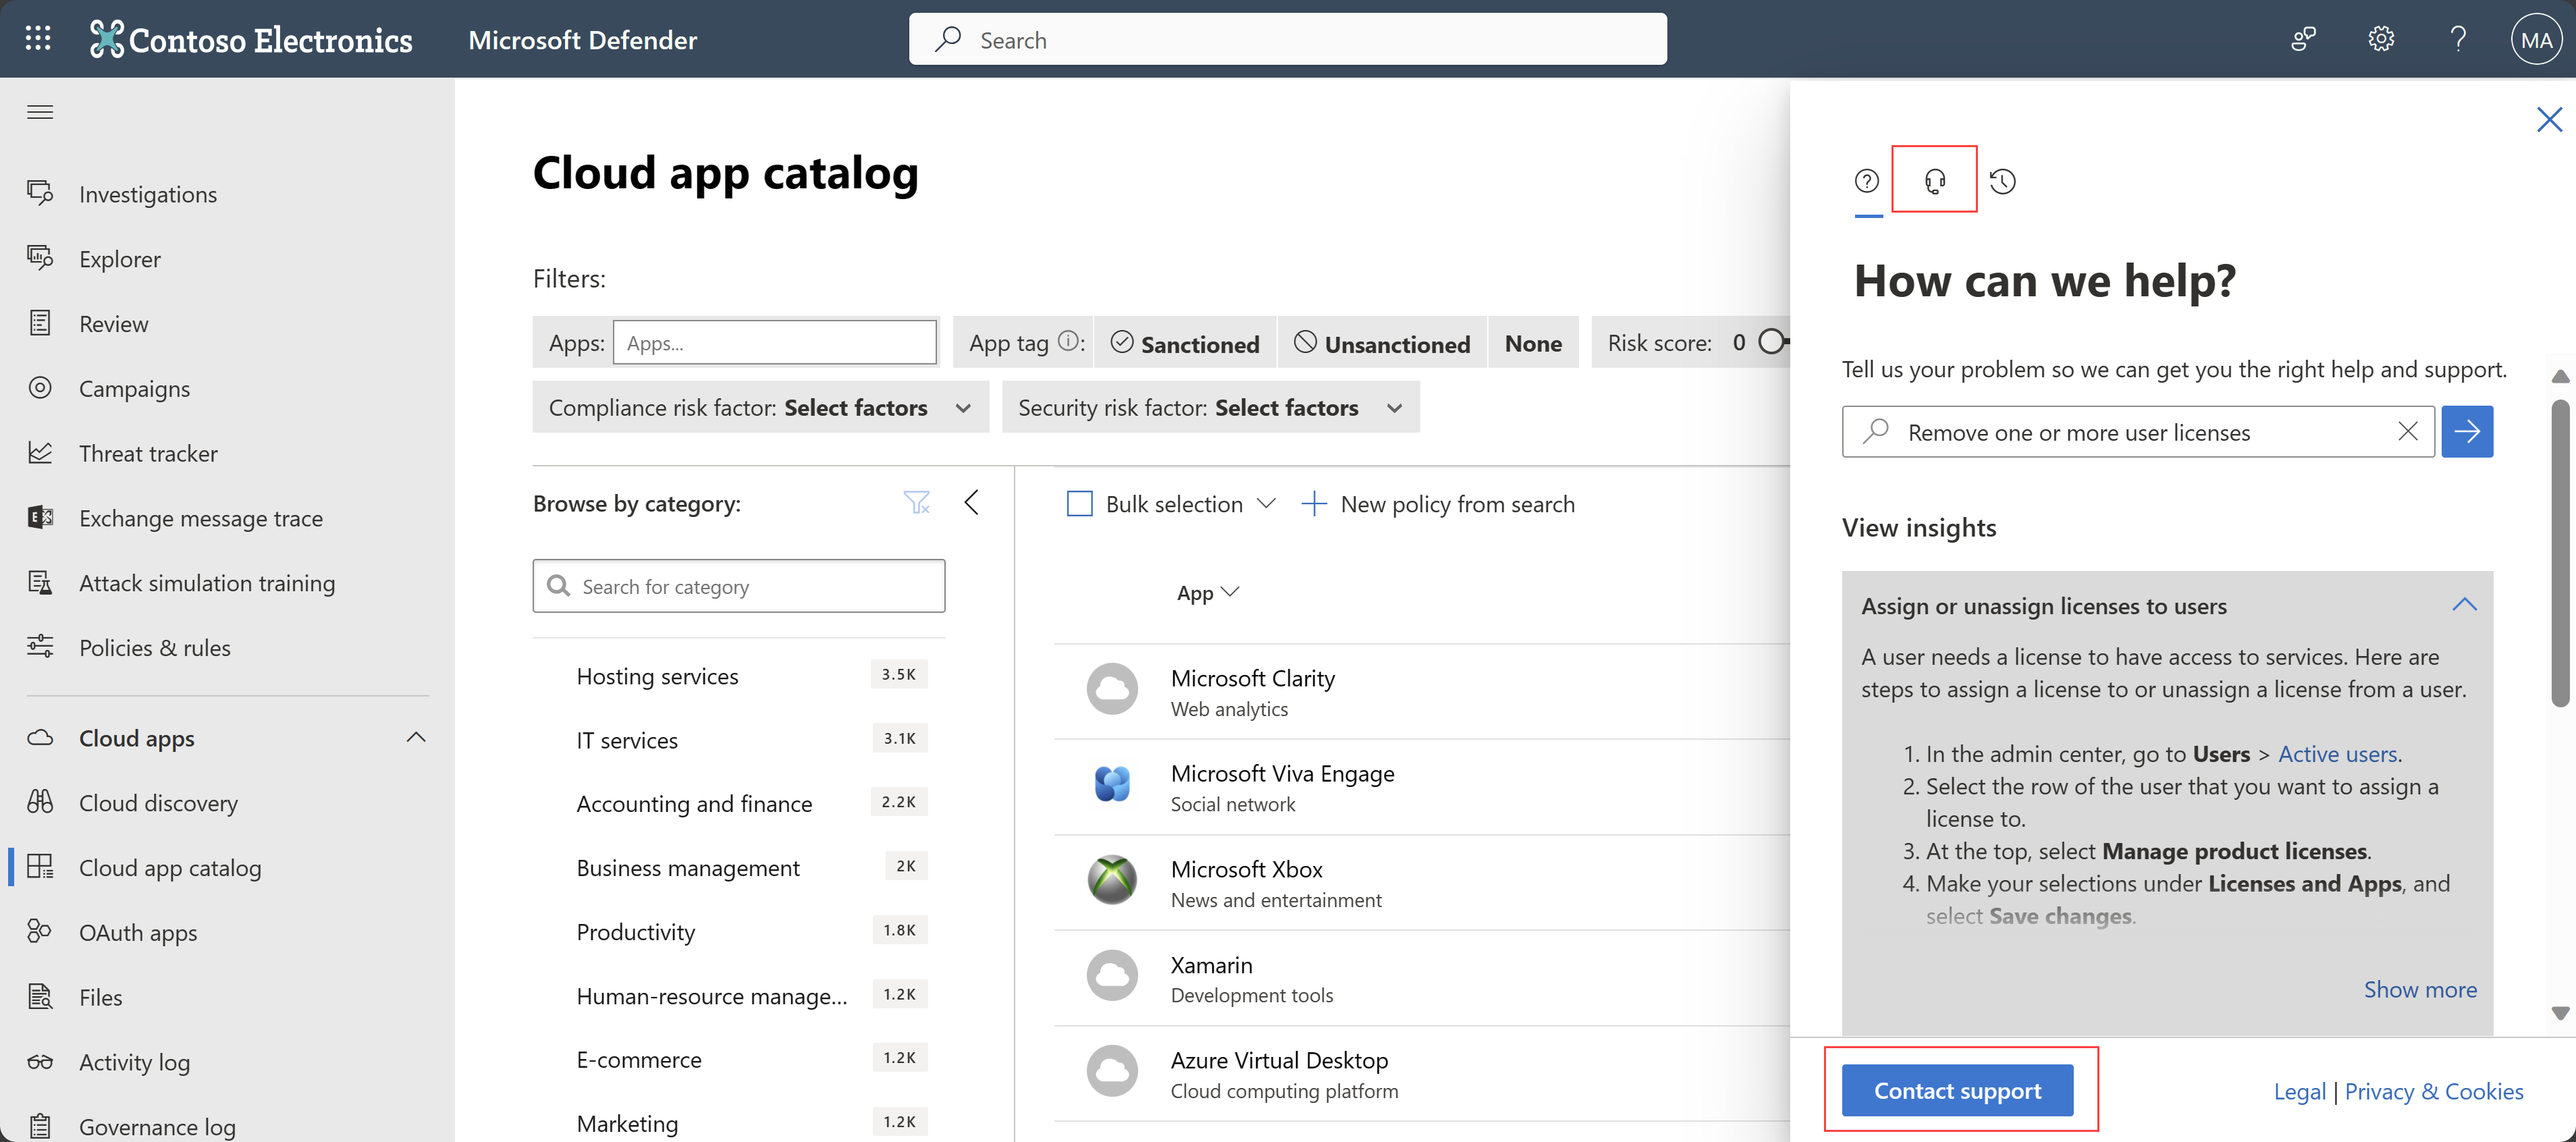 Contoso Electronics
Microsoft Defender
Search
MA
Investigations
Explorer
Review
Campaigns
Threat tracker
Exchange message trace
Attack simulation training
Policies & rules
Cloud apps
Cloud discovery
Cloud app catalog
OAuth apps
Files
Activity log
Governance log
Cloud app catalog
Filters:
Apps: Apps...
App tag : Sanctioned Unsanctioned None
Risk score: 0
Compliance risk factor: Select factors
Security risk factor: Select factors
Browse by category:
Search for category
Hosting services 3.5K
IT services 3.1K
Accounting and finance 2.2K
Business management 2K
Productivity 1.8K
Human-resource manage... 1.2K
E-commerce 1.2K
Marketing 1.2K
Bulk selection
New policy from search
App
Microsoft Clarity
Web analytics
Microsoft Viva Engage
Social network
Microsoft Xbox
News and entertainment
Xamarin
Development tools
Azure Virtual Desktop
Cloud computing platform
How can we help?
Tell us your problem so we can get you the right help and support.
Remove one or more user licenses
View insights
Assign or unassign licenses to users
A user needs a license to have access to services. Here are
steps to assign a license to or unassign a license from a user.
1. In the admin center, go to Users > Active users.
2. Select the row of the user that you want to assign a
license to.
3. At the top, select Manage product licenses.
4. Make your selections under Licenses and Apps, and
select Save changes.
Show more
Contact support
Legal | Privacy & Cookies